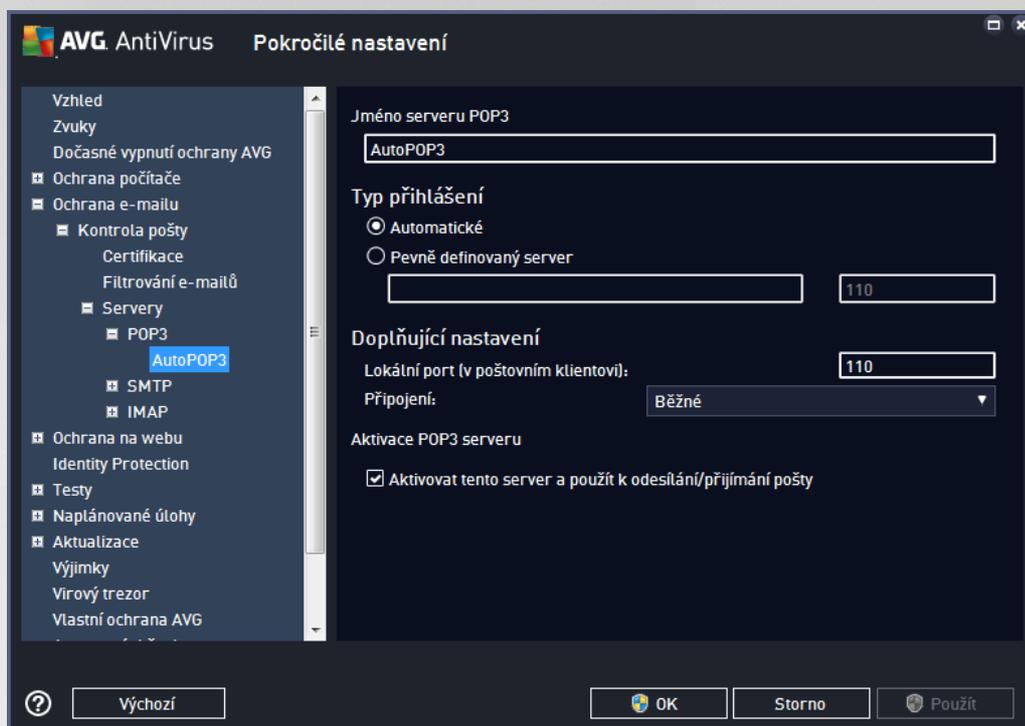 AVG. AntiVirus Pokročilé nastavení
Vzhled
Zvuky
Dočasné vypnutí ochrany AVG
Ochrana počítače
Ochrana e-mailu
Kontrola pošty
Certifikace
Filtrování e-mailů
Servery
POP3
AutoPOP3
SMTP
IMAP
Ochrana na webu
Identity Protection
Testy
Naplánované úlohy
Aktualizace
Výjimky
Virový trezor
Vlastní ochrana AVG
Jméno serveru POP3
AutoPOP3
Typ přihlášení
Automatické
Pevně definovaný server
110
Doplňující nastavení
Lokální port (v poštovním klientovi): 110
Připojení: Běžné
Aktivace POP3 serveru
Aktivovat tento server a použít k odesílání/přijímání pošty
? Výchozí OK Storno Použít